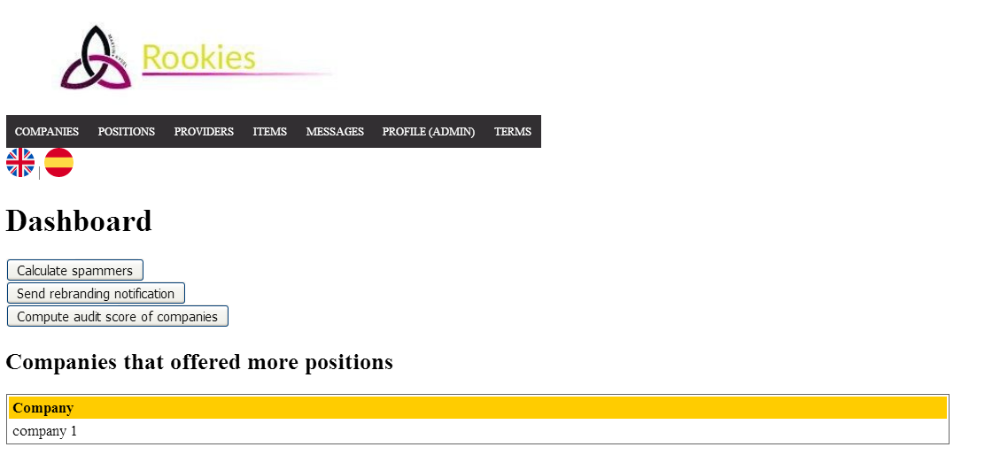 Rookies
COMPANIES POSITIONS PROVIDERS ITEMS MESSAGES PROFILE (ADMIN) TERMS
|
Dashboard
Calculate spammers
Send rebranding notification
Compute audit score of companies
Companies that offered more positions
Company
company 1